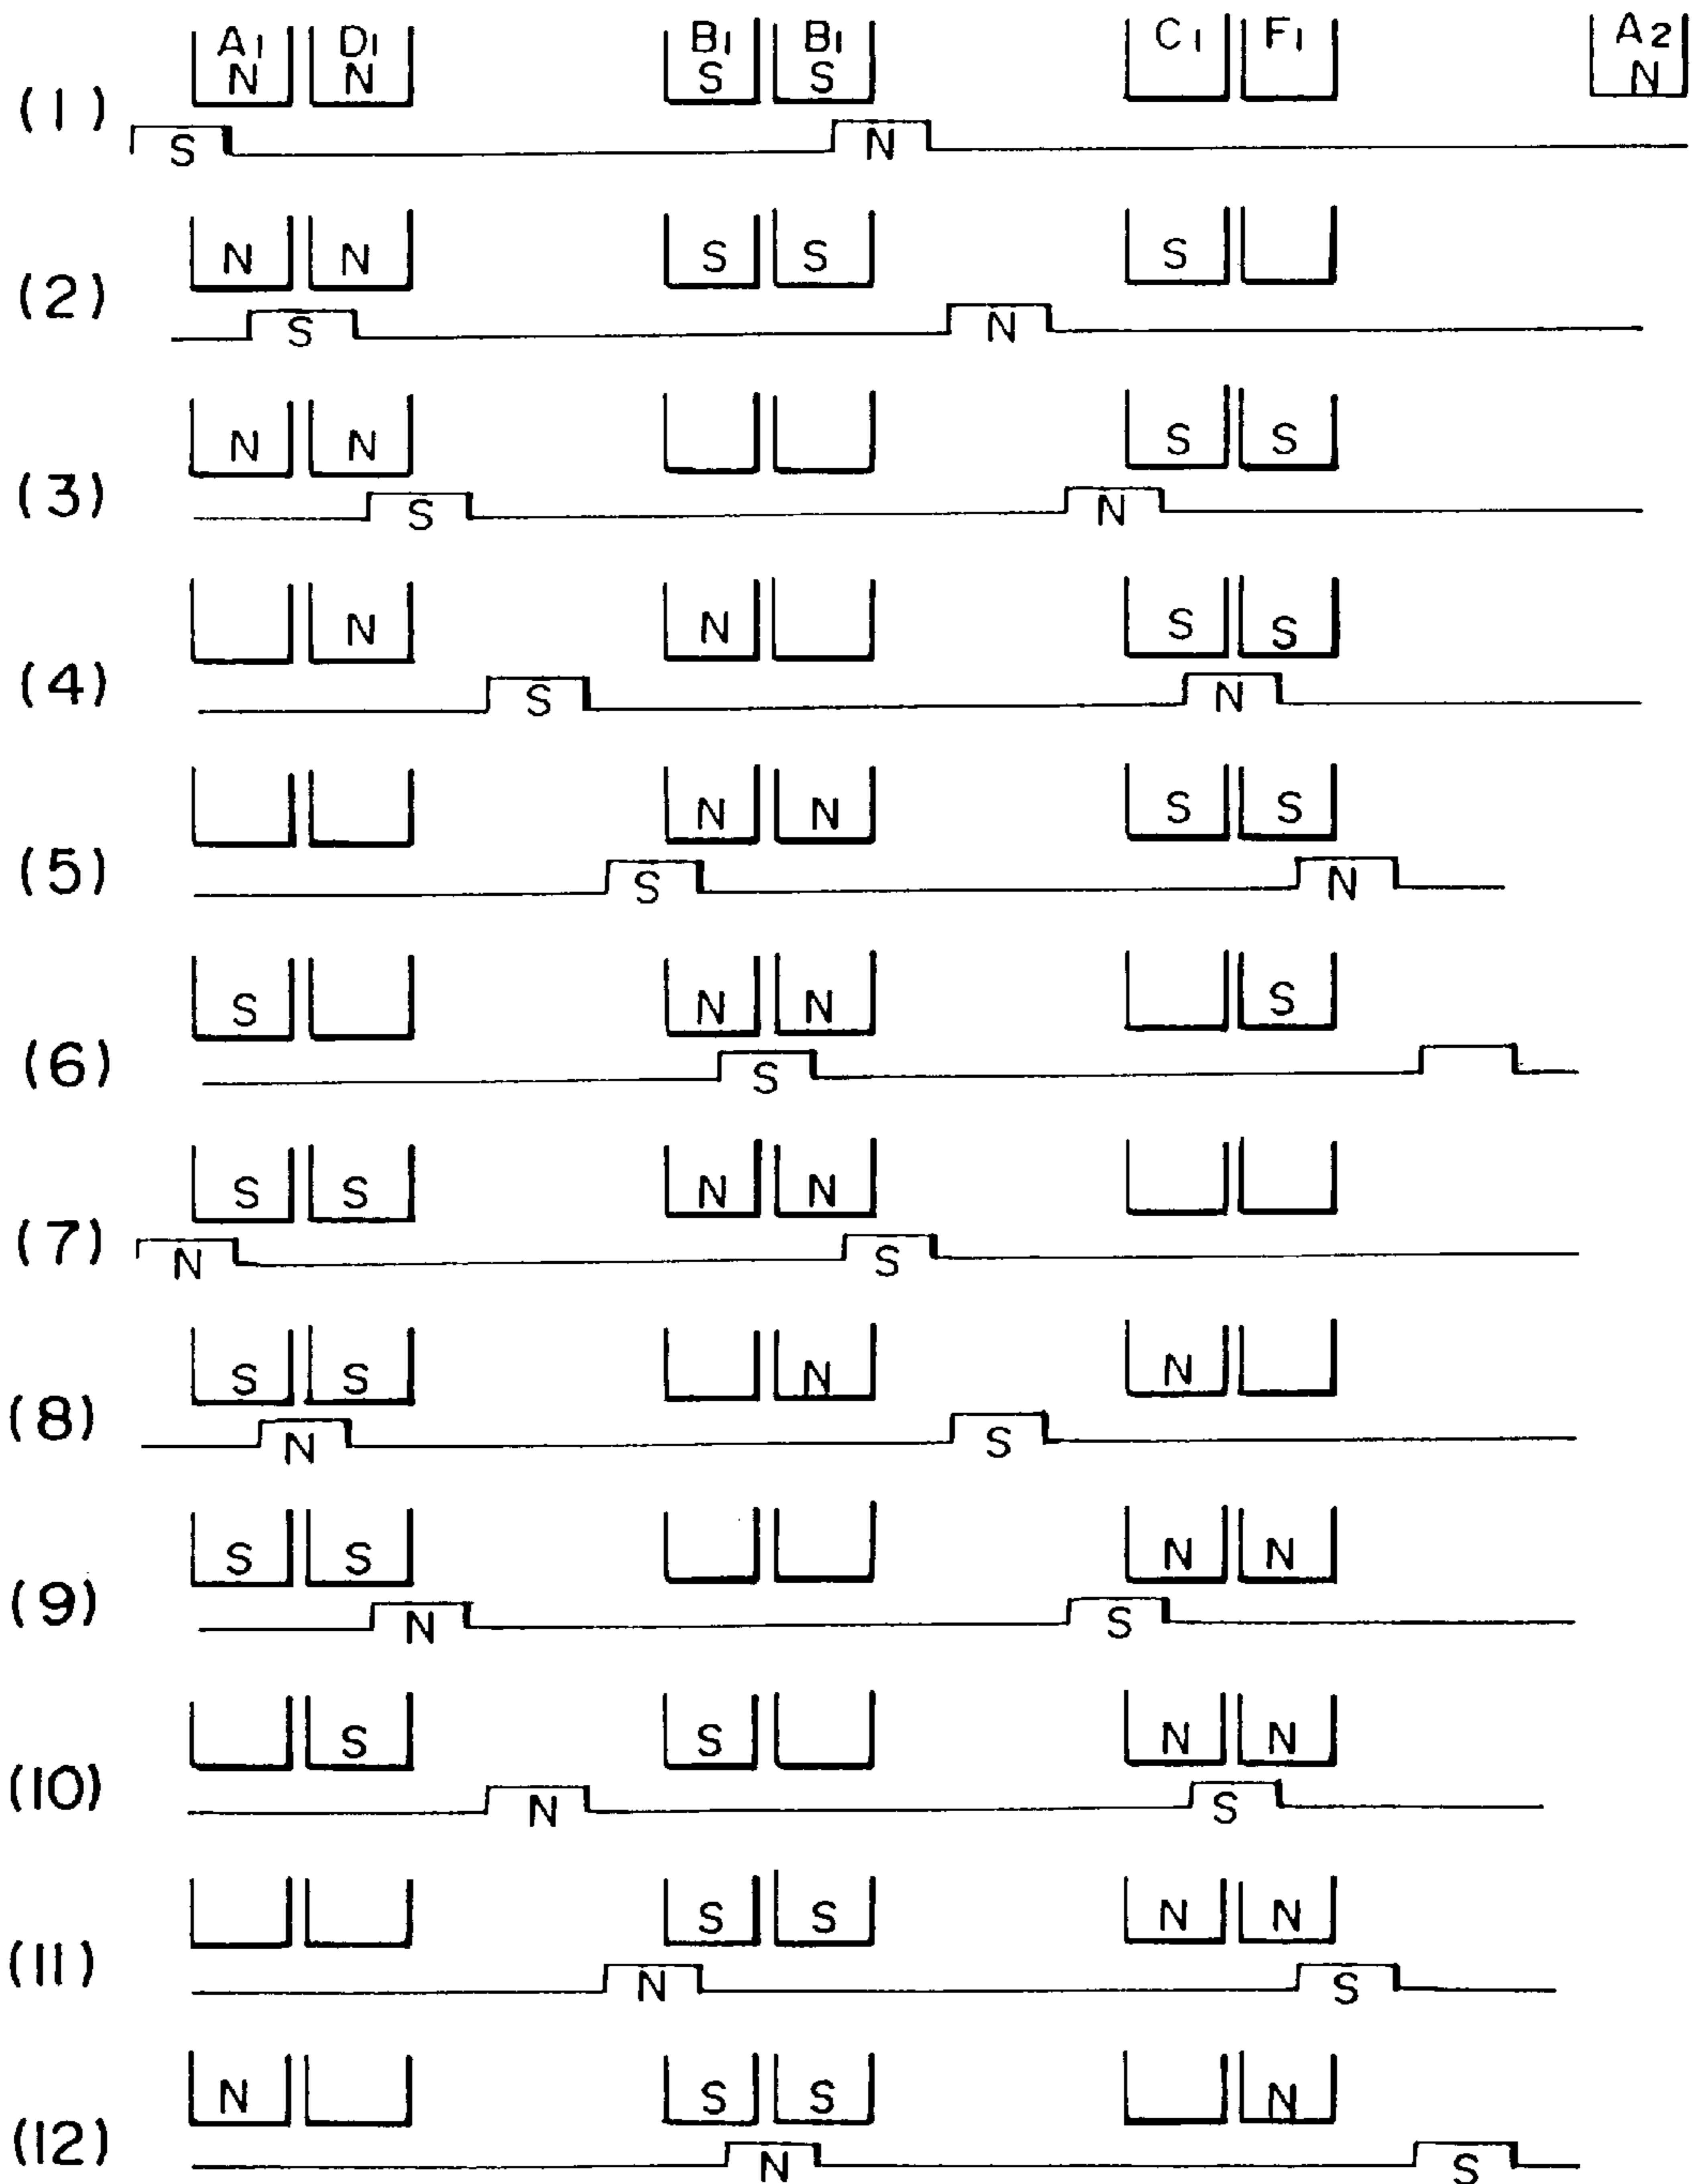 A1 D1 B1 B1 C1 F1 A2
N N S S N
(1)
S N
N N S S S
(2)
S N
N N S S
(3)
S N
N N S S
(4)
S N
N N S S
(5)
S N
S N N S
(6)
S
S S N N
(7)
N S
S S N N
(8)
N S
S S N N
(9)
N S
S S N N
(10)
N S
S S N N
(11)
N S
N S S N
(12)
N S